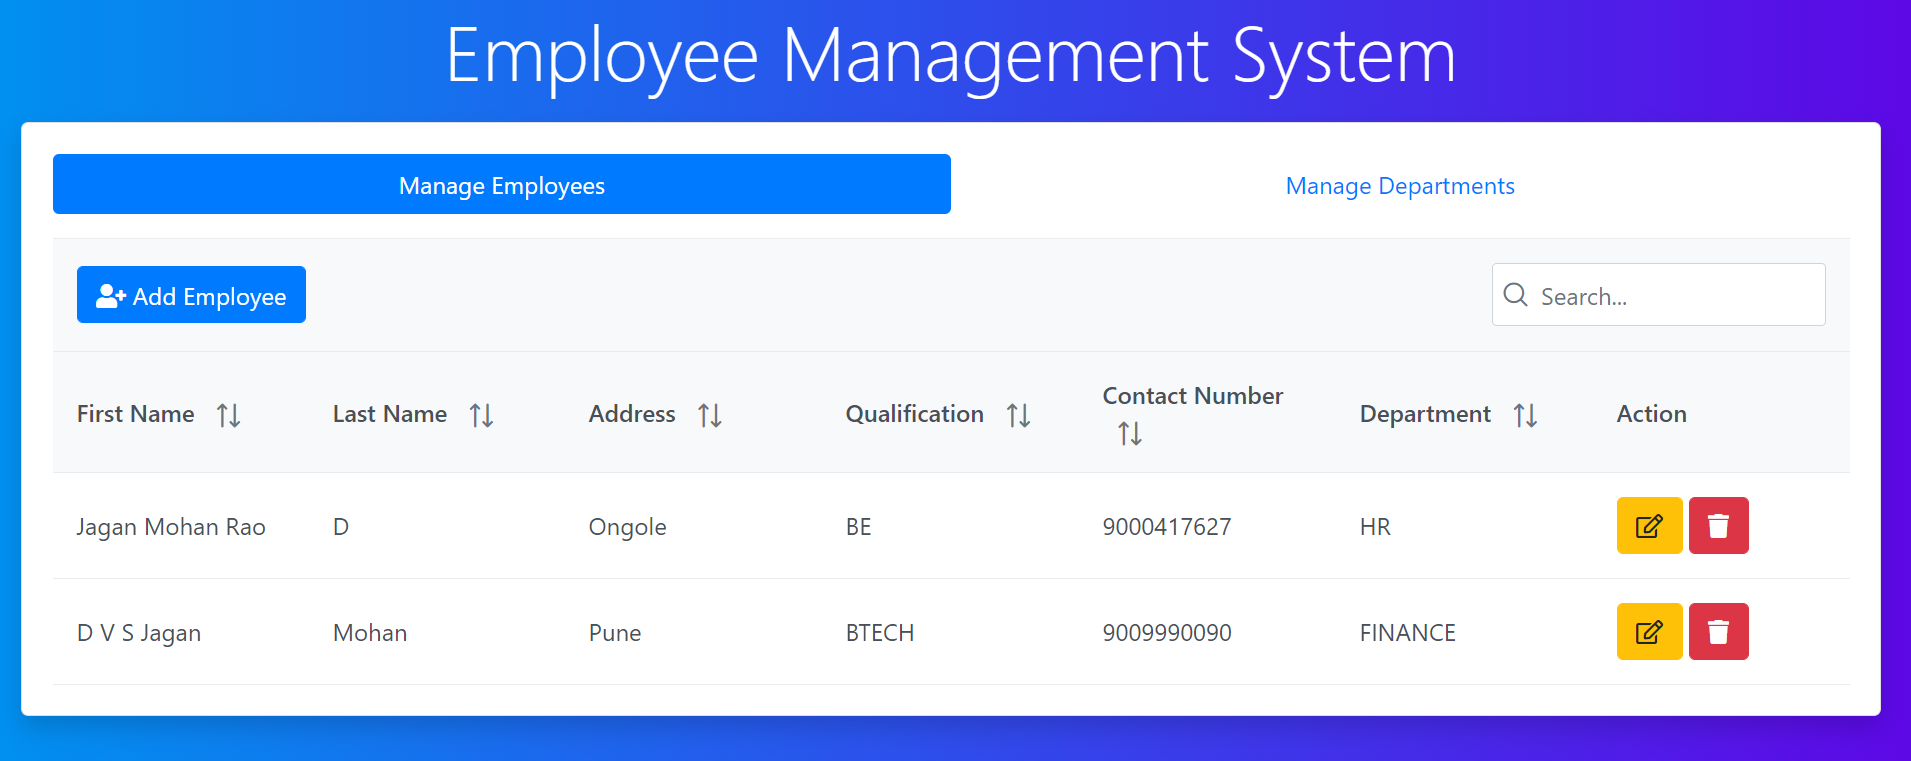 Employee Management System
Manage Employees Manage Departments
Add Employee Search...
First Name Last Name Address Qualification Contact Number Department Action
Jagan Mohan Rao D Ongole BE 9000417627 HR
D V S Jagan Mohan Pune BTECH 9009990090 FINANCE